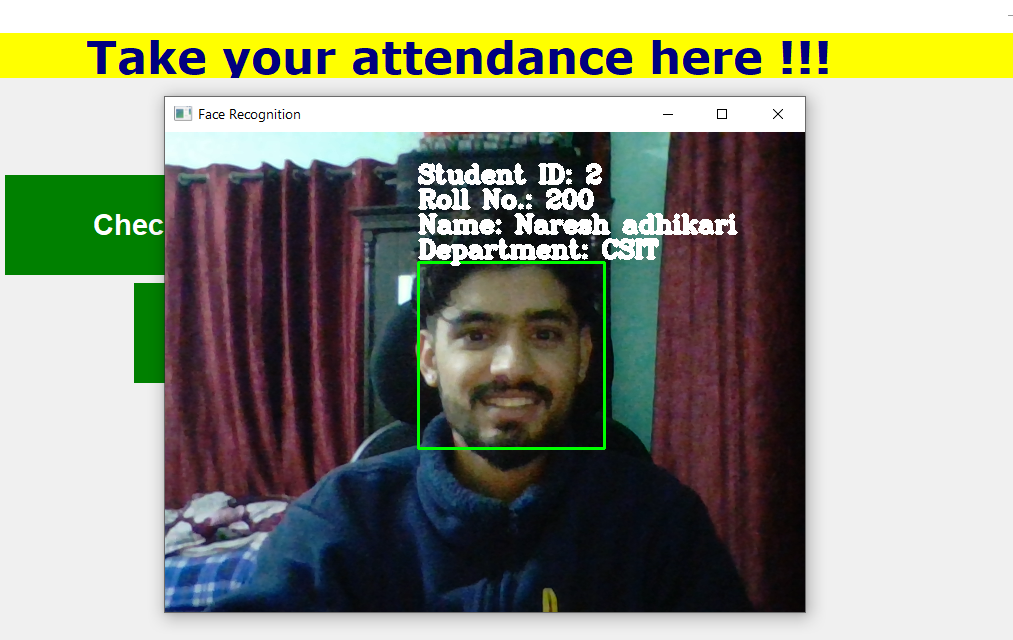 Take your attendance here !!!
Face Recognition
Student ID: 2
Roll No.: 200
Name: Naresh adhikari
Department: CSIT
Chec